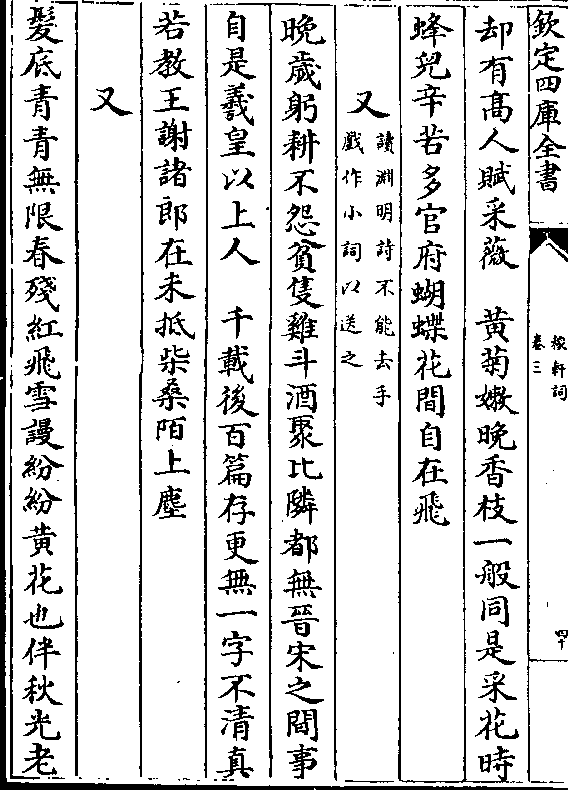 欽定四庫全書
稼軒詞
卷三
四十
却有髙人賦采薇　黄菊嫩晩香枝一般同是采花時
蜂兒辛苦多官府蝴蝶花間自在飛
又
讀淵明詩不能去手
戲作小詞以送之
晚歲躬耕不怨貧隻雞斗酒聚比隣都無晉宋之間事
自是羲皇以上人　千載後百篇存更無一字不清真
若教王謝諸郎在未抵柴桑陌上塵
又
髮底青青無限春殘紅飛雪謾紛紛黄花也伴秋光老